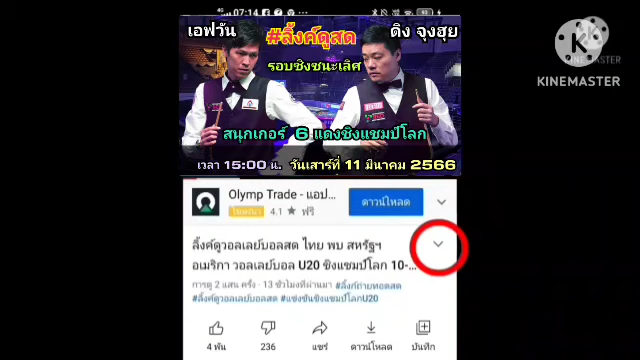 07:14
เอฟวัน
#ลิ้งค์ดูสด
ดิง จุงฮุย
รอบชิงชนะเลิศ
สนุกเกอร์ 6 แดงชิงแชมป์โลก
เวลา 15:00 น. วันเสาร์ที่ 11 มีนาคม 2566
K
KINEMASTER
Olymp Trade - แอป...
โฆษณา 4.1 ★ ฟรี
ดาวน์โหลด
ลิ้งค์ดูวอลเลย์บอลสด ไทย พบ สหรัฐฯ
อเมริกา วอลเลย์บอล U20 ชิงแชมป์โลก 10-...
การดู 2 แสน ครั้ง · 13 ชั่วโมงที่ผ่านมา #ลิ้งค์ถ่ายทอดสด
#ลิ้งค์ดูวอลเลย์บอลสด #แข่งขันชิงแชมป์โลกU20
4 พัน
236
แชร์
ดาวน์โหลด
บันทึก